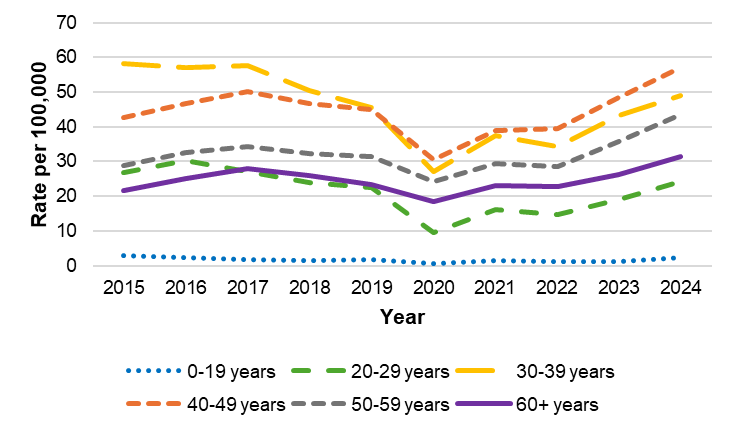 70
60
50
40
30
20
10
0
Rate per 100,000
2015 2016 2017 2018 2019 2020 2021 2022 2023 2024
Year
0-19 years 20-29 years 30-39 years
40-49 years 50-59 years 60+ years